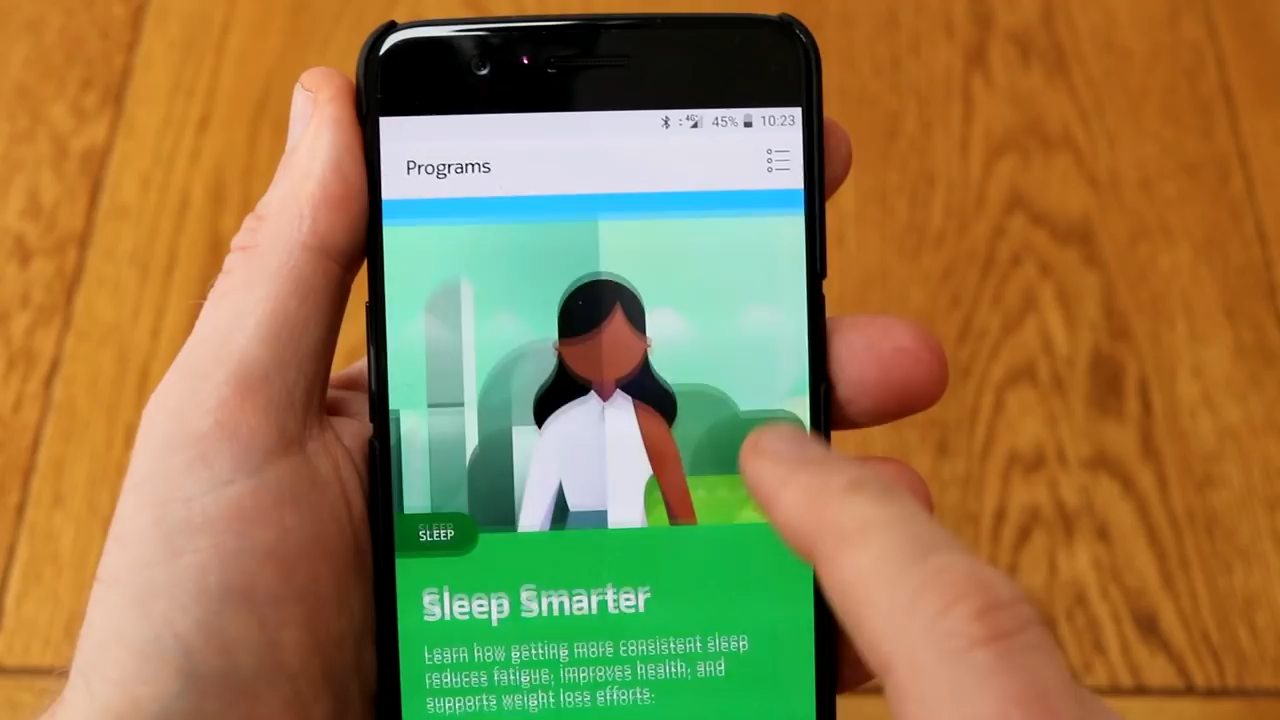 4G+ 45% 10:23
Programs
SLEEP
Sleep Smarter
Learn how getting more consistent sleep
reduces fatigue, improves health, and
supports weight loss efforts.